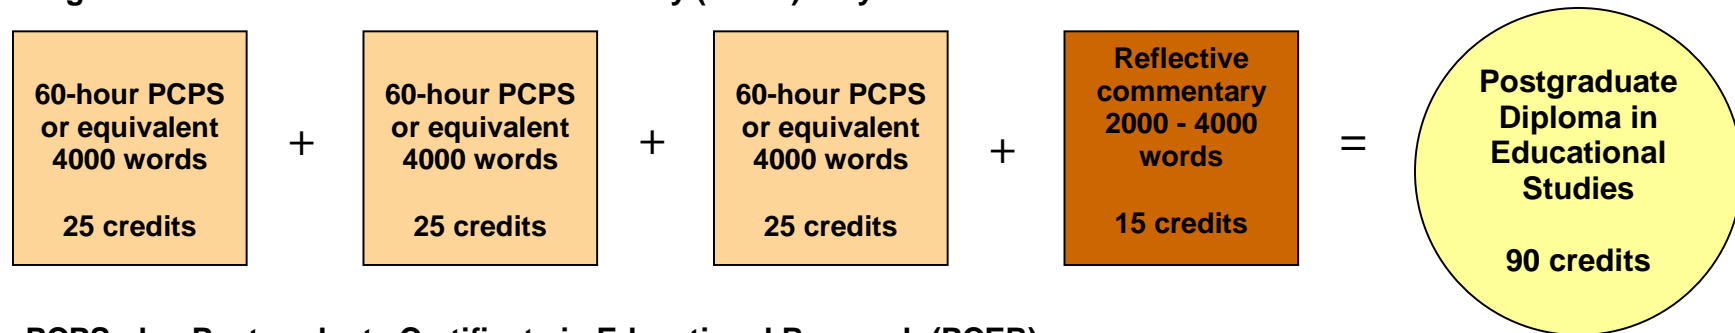 60-hour PCPS
or equivalent
4000 words
25 credits
+
60-hour PCPS
or equivalent
4000 words
25 credits
+
60-hour PCPS
or equivalent
4000 words
25 credits
+
Reflective
commentary
2000 - 4000
words
15 credits
=
Postgraduate
Diploma in
Educational
Studies
90 credits